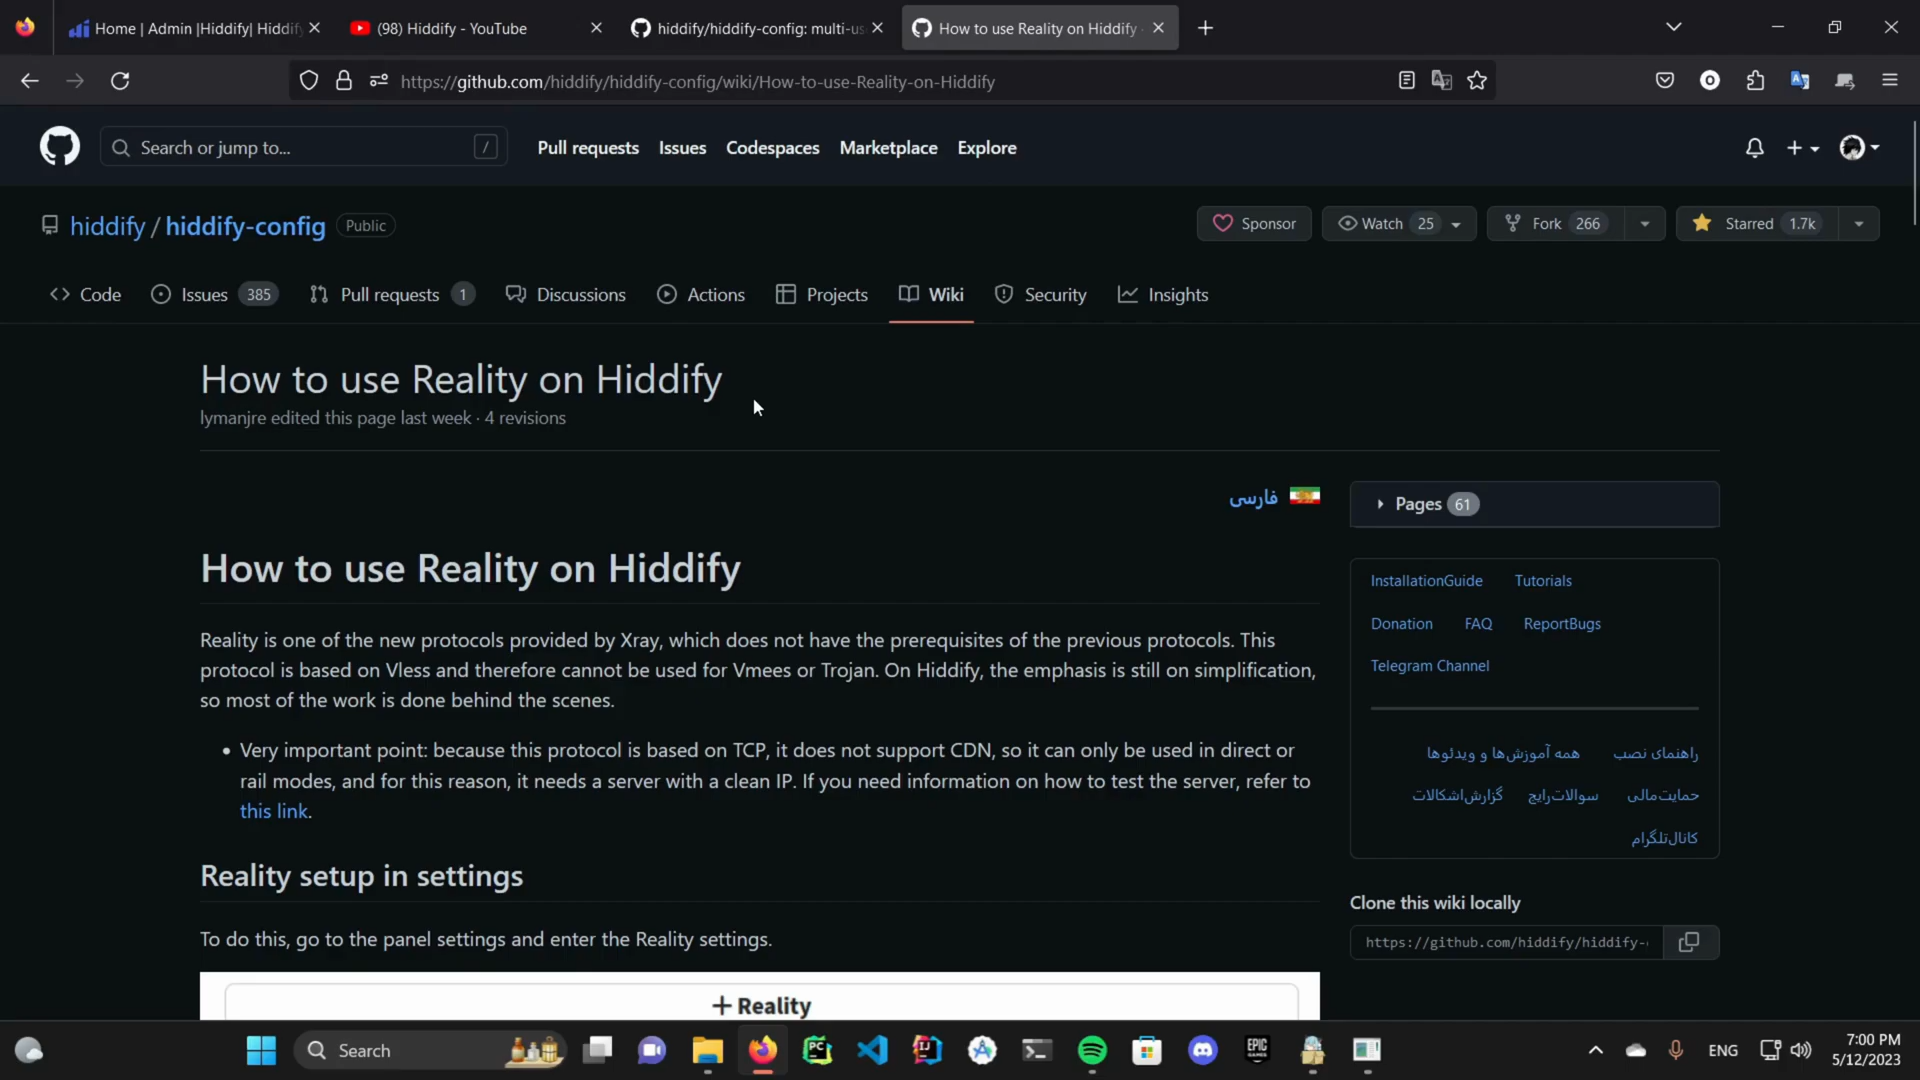 Home | Admin |Hiddify| Hiddif
(98) Hiddify - YouTube
hiddify/hiddify-config: multi-us
How to use Reality on Hiddify
https://github.com/hiddify/hiddify-config/wiki/How-to-use-Reality-on-Hiddify
Search or jump to...
/
Pull requests
Issues
Codespaces
Marketplace
Explore
hiddify / hiddify-config
Public
Sponsor
Watch 25
Fork 266
Starred 1.7k
Code
Issues 385
Pull requests 1
Discussions
Actions
Projects
Wiki
Security
Insights
How to use Reality on Hiddify
lymanjre edited this page last week · 4 revisions
فارسی
Pages 61
How to use Reality on Hiddify
Reality is one of the new protocols provided by Xray, which does not have the prerequisites of the previous protocols. This
protocol is based on Vless and therefore cannot be used for Vmees or Trojan. On Hiddify, the emphasis is still on simplification,
so most of the work is done behind the scenes.
• Very important point: because this protocol is based on TCP, it does not support CDN, so it can only be used in direct or
rail modes, and for this reason, it needs a server with a clean IP. If you need information on how to test the server, refer to
this link.
Reality setup in settings
To do this, go to the panel settings and enter the Reality settings.
+ Reality
InstallationGuide Tutorials
Donation FAQ ReportBugs
Telegram Channel
راهنمای نصب همه آموزش‌ها و ویدئوها
حمایت‌مالی سوالات‌رایج گزارش‌اشکالات
کانال‌تلگرام
Clone this wiki locally
https://github.com/hiddify/hiddify-
Search
PC
IJ
EPIC GAMES
ENG
7:00 PM
5/12/2023